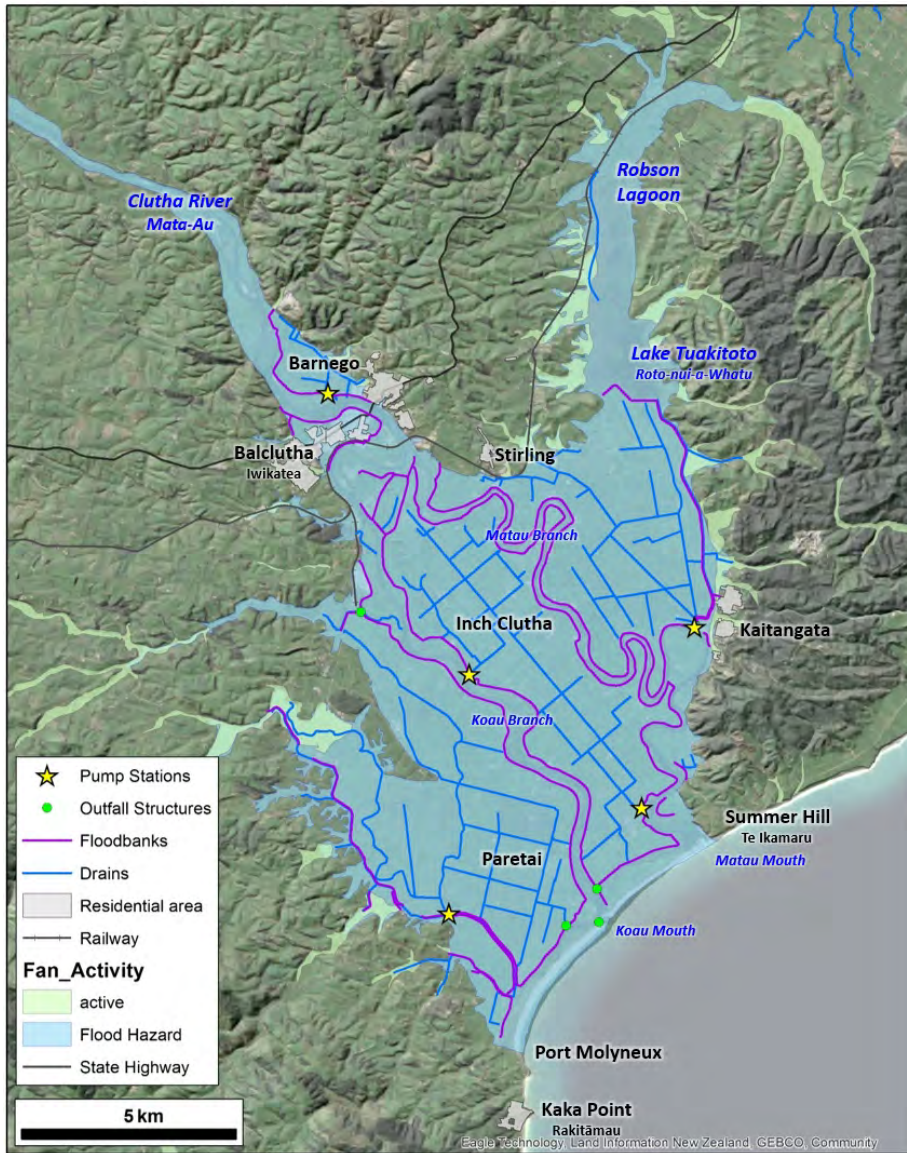 Clutha River
Mata-Au
Robson
Lagoon
Barnego
Lake Tuakitoto
Roto-nui-a-Whatu
Balclutha
Iwikatea
Stirling
Matau Branch
Inch Clutha
Kaitangata
Koau Branch
Summer Hill
Te Ikamaru
Matau Mouth
Paretai
Koau Mouth
Port Molyneux
Kaka Point
Rakitāmau
Pump Stations
Outfall Structures
Floodbanks
Drains
Residential area
Railway
Fan_Activity
active
Flood Hazard
State Highway
5 km
Eagle Technology, Land Information New Zealand, GEBCO, Community